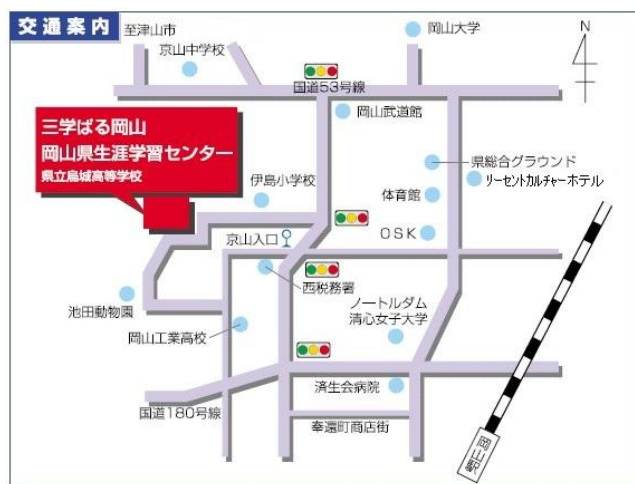 交通案内
至津山市
岡山大学
N
京山中学校
国道53号線
岡山武道館
三学ぱる岡山
岡山県生涯学習センター
県立烏城高等学校
県総合グラウンド
伊島小学校
体育館
リーセントカルチャーホテル
京山入口
OSK
西税務署
池田動物園
ノートルダム
清心女子大学
岡山工業高校
済生会病院
国道180号線
奉還町商店街
岡山駅